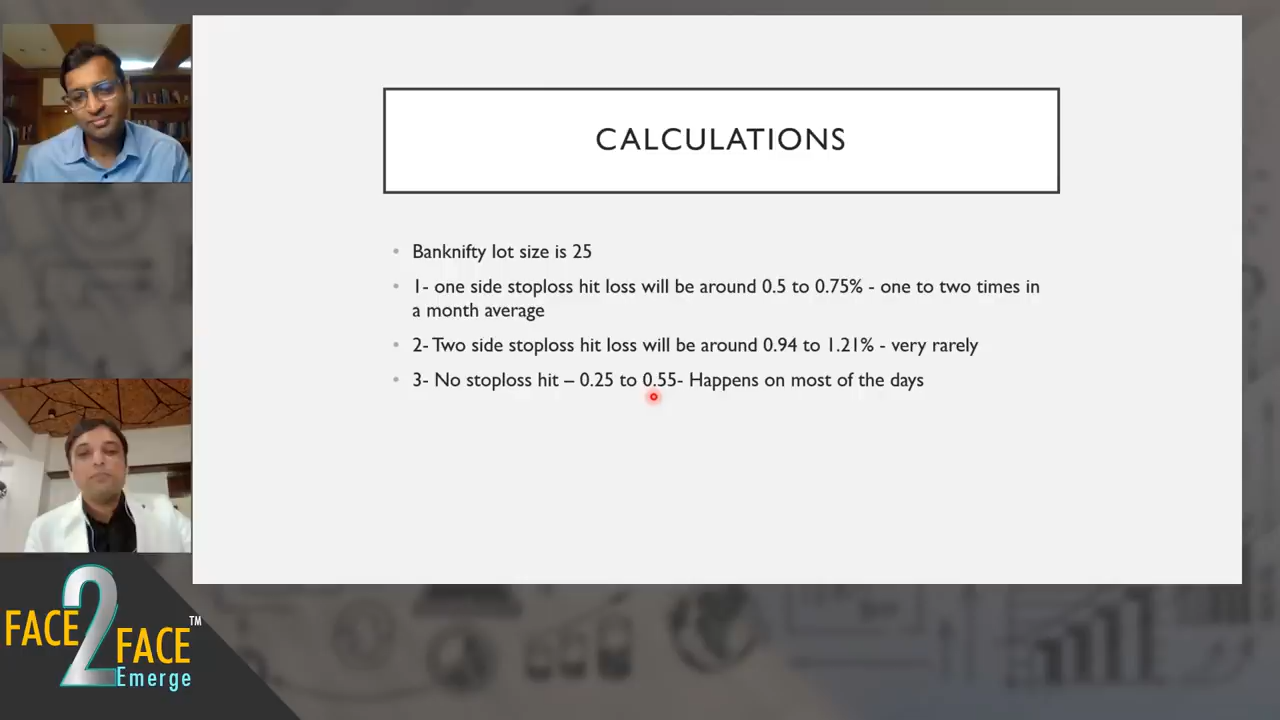 CALCULATIONS
• Banknifty lot size is 25
• 1- one side stoploss hit loss will be around 0.5 to 0.75% - one to two times in
a month average
• 2- Two side stoploss hit loss will be around 0.94 to 1.21% - very rarely
• 3- No stoploss hit – 0.25 to 0.55- Happens on most of the days
FACE
2
FACE
TM
Emerge